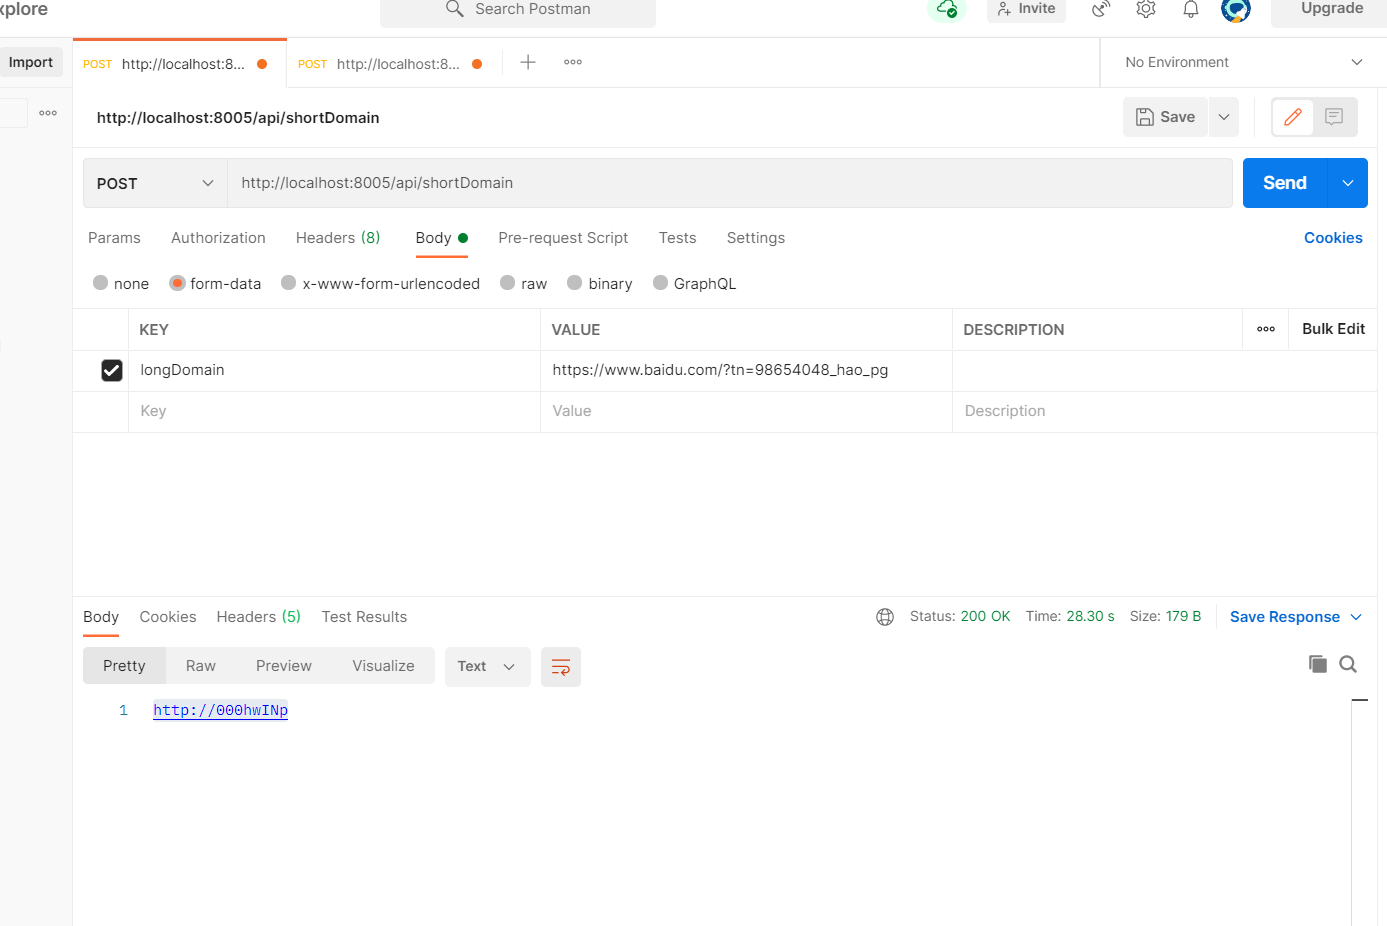 xplore Search Postman Invite Upgrade
Import POST http://localhost:8... POST http://localhost:8... No Environment
http://localhost:8005/api/shortDomain Save
POST http://localhost:8005/api/shortDomain Send
Params Authorization Headers (8) Body Pre-request Script Tests Settings Cookies
none form-data x-www-form-urlencoded raw binary GraphQL
KEY VALUE DESCRIPTION Bulk Edit
longDomain https://www.baidu.com/?tn=98654048_hao_pg
Key Value Description
Body Cookies Headers (5) Test Results Status: 200 OK Time: 28.30 s Size: 179 B Save Response
Pretty Raw Preview Visualize Text
1 http://000hwINp